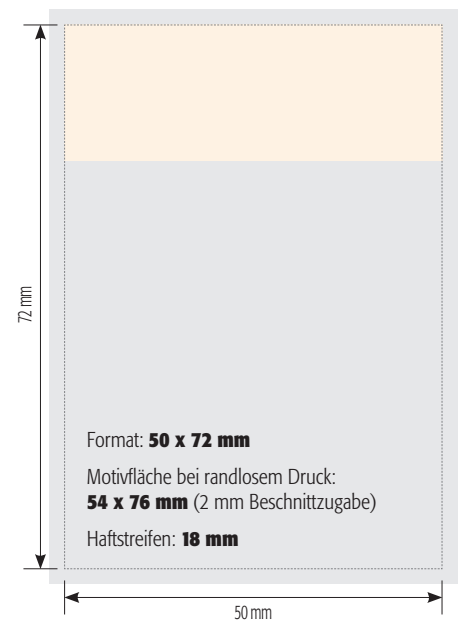 72 mm
Format: 50 x 72 mm
Motivfläche bei randlosem Druck:
54 x 76 mm (2 mm Beschnittzugabe)
Haftstreifen: 18 mm
50 mm